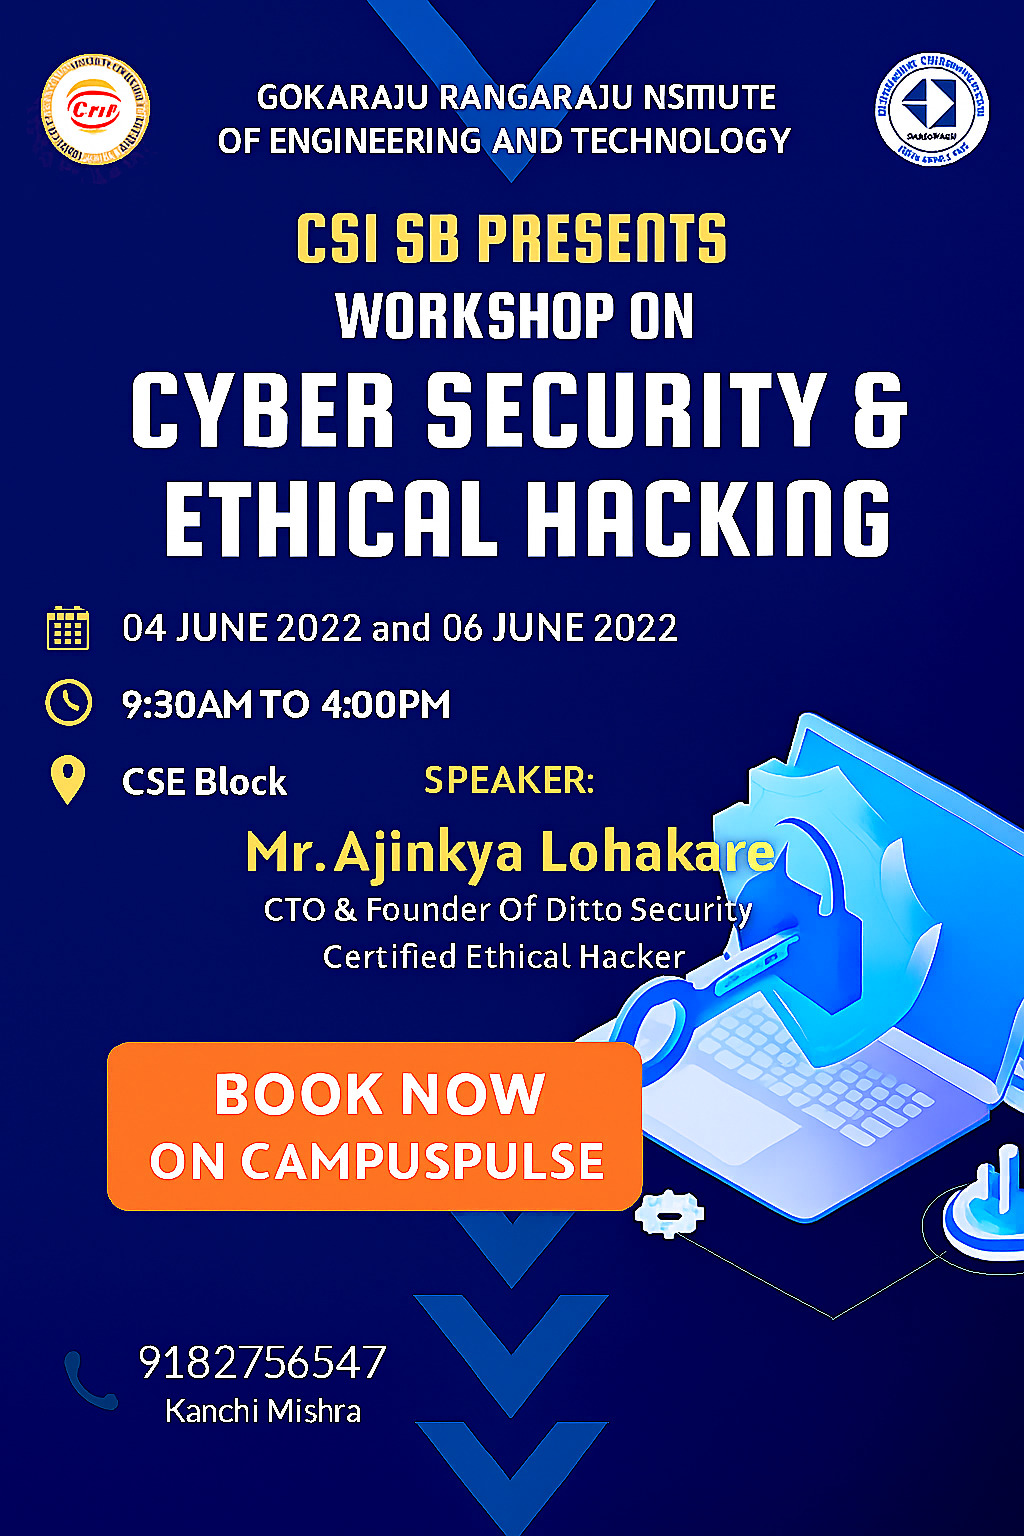 GOKARAJU RANGARAJU NSTITUTE
OF ENGINEERING AND TECHNOLOGY
CSI SB PRESENTS
WORKSHOP ON
CYBER SECURITY &
ETHICAL HACKING
04 JUNE 2022 and 06 JUNE 2022
9:30AM TO 4:00PM
CSE Block
SPEAKER:
Mr. Ajinkya Lohakare
CTO & Founder Of Ditto Security
Certified Ethical Hacker
BOOK NOW
ON CAMPUSPULSE
9182756547
Kanchi Mishra